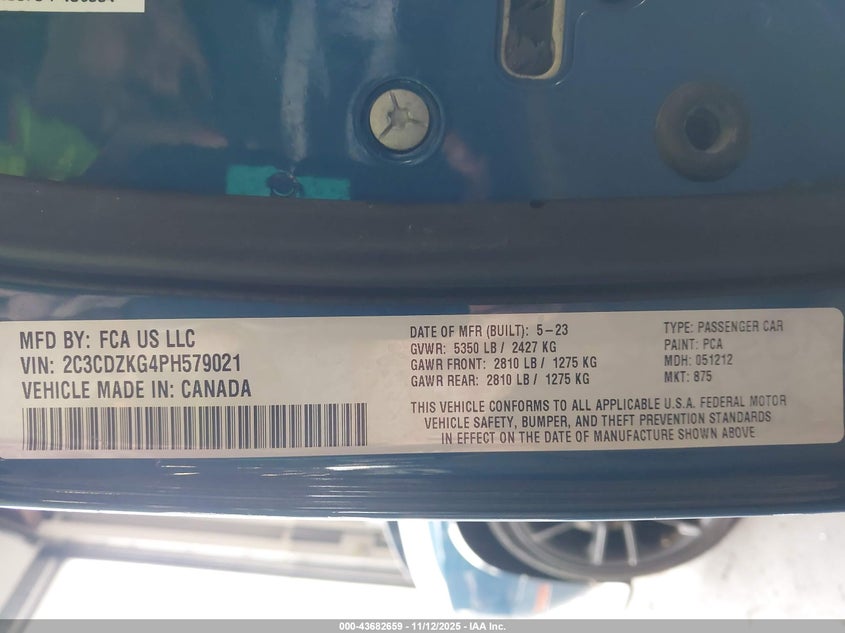 MFD BY: FCA US LLC
VIN: 2C3CDZKG4PH579021
VEHICLE MADE IN: CANADA
DATE OF MFR (BUILT): 5-23
GVWR: 5350 LB / 2427 KG
GAWR FRONT: 2810 LB / 1275 KG
GAWR REAR: 2810 LB / 1275 KG
TYPE: PASSENGER CAR
PAINT: PCA
MDH: 051212
MKT: 875
THIS VEHICLE CONFORMS TO ALL APPLICABLE U.S.A. FEDERAL MOTOR
VEHICLE SAFETY, BUMPER, AND THEFT PREVENTION STANDARDS
IN EFFECT ON THE DATE OF MANUFACTURE SHOWN ABOVE
000-43682659 - 11/12/2025 - IAA Inc.